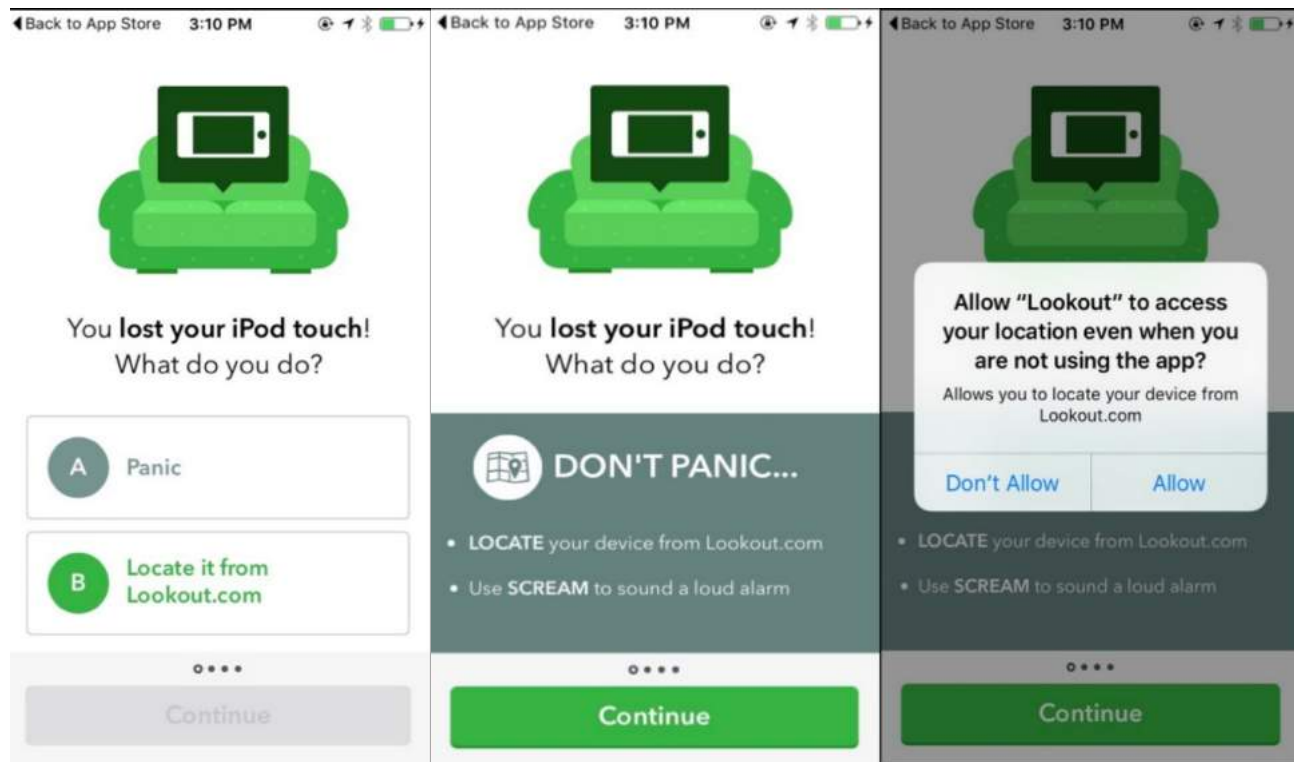 Back to App Store 3:10 PM
You lost your iPod touch!
What do you do?
A Panic
B Locate it from
Lookout.com
Continue
Back to App Store 3:10 PM
You lost your iPod touch!
What do you do?
DON'T PANIC...
• LOCATE your device from Lookout.com
• Use SCREAM to sound a loud alarm
Continue
Back to App Store 3:10 PM
Allow “Lookout” to access
your location even when you
are not using the app?
Allows you to locate your device from
Lookout.com
Don’t Allow Allow
• LOCATE your device from Lookout.com
• Use SCREAM to sound a loud alarm
Continue